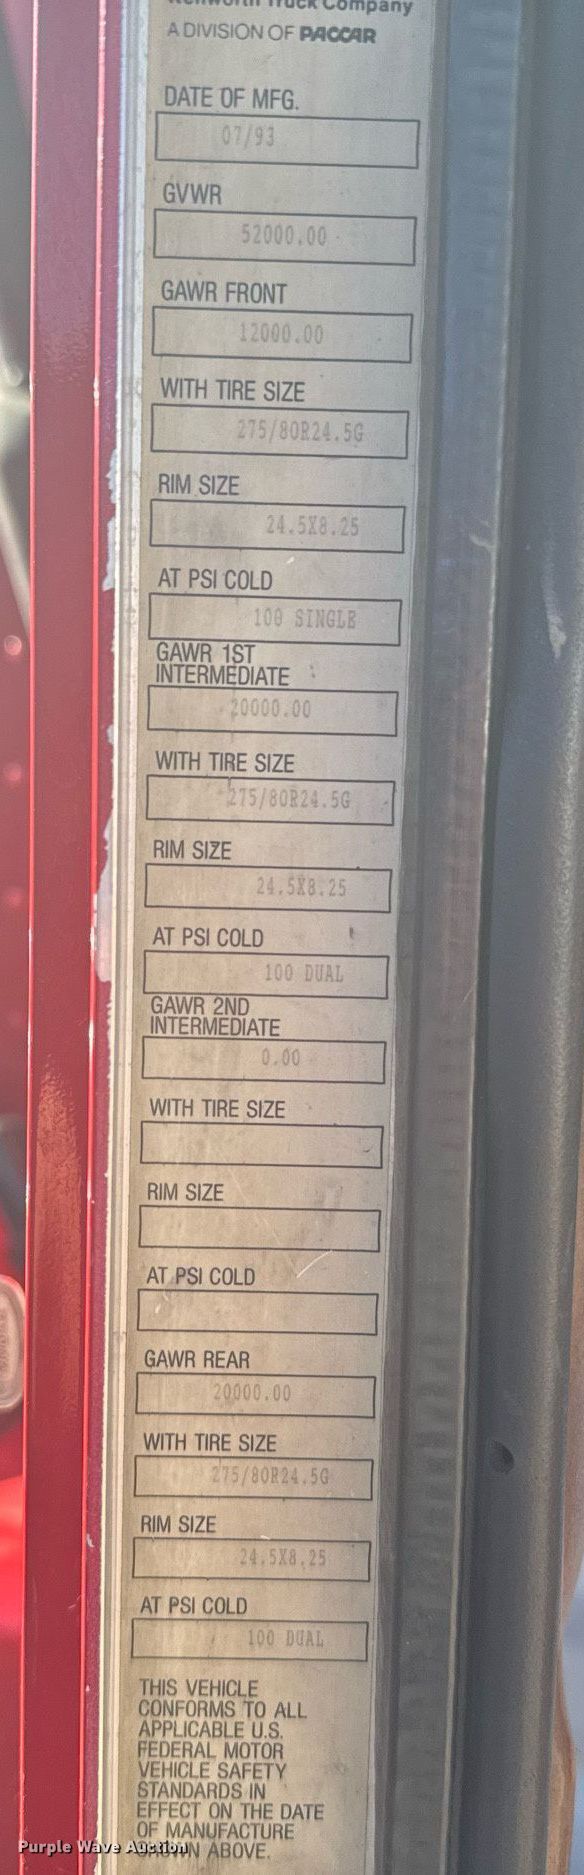 Kenworth Truck Company
A DIVISION OF PACCAR
DATE OF MFG.
07/93
GVWR
52000.00
GAWR FRONT
12000.00
WITH TIRE SIZE
275/80R24.5G
RIM SIZE
24.5X8.25
AT PSI COLD
100 SINGLE
GAWR 1ST
INTERMEDIATE
20000.00
WITH TIRE SIZE
275/80R24.5G
RIM SIZE
24.5X8.25
AT PSI COLD
100 DUAL
GAWR 2ND
INTERMEDIATE
0.00
WITH TIRE SIZE
RIM SIZE
AT PSI COLD
GAWR REAR
20000.00
WITH TIRE SIZE
275/80R24.5G
RIM SIZE
24.5X8.25
AT PSI COLD
100 DUAL
THIS VEHICLE
CONFORMS TO ALL
APPLICABLE U.S.
FEDERAL MOTOR
VEHICLE SAFETY
STANDARDS IN
EFFECT ON THE DATE
OF MANUFACTURE
SHOWN ABOVE.
Purple Wave Auction